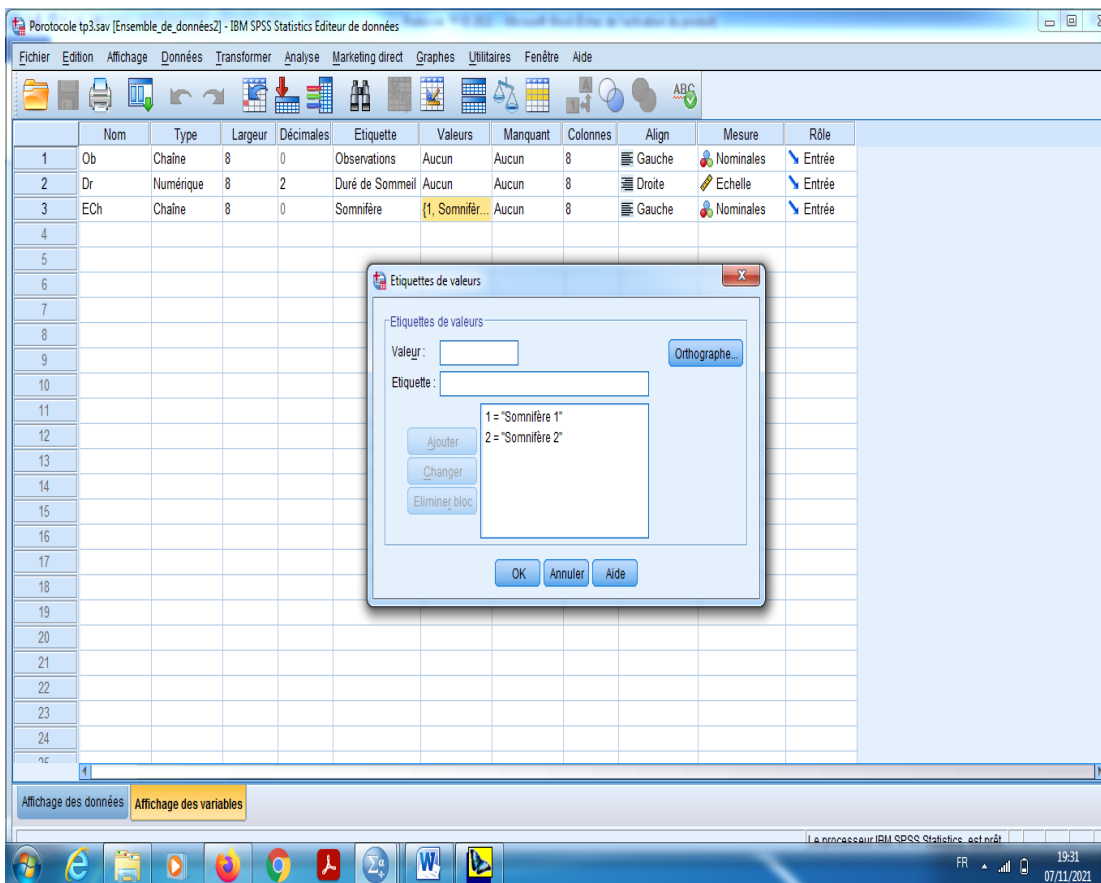 Porotocole tp3.sav [Ensemble_de_données2] - IBM SPSS Statistics Editeur de données
Fichier Edition Affichage Données Transformer Analyse Marketing direct Graphes Utilitaires Fenêtre Aide
Nom Type Largeur Décimales Etiquette Valeurs Manquant Colonnes Align Mesure Rôle
1 Ob Chaîne 8 0 Observations Aucun Aucun 8 Gauche Nominales Entrée
2 Dr Numérique 8 2 Duré de Sommeil Aucun Aucun 8 Droite Echelle Entrée
3 ECh Chaîne 8 0 Somnifère {1, Somnifèr... Aucun 8 Gauche Nominales Entrée
4
5
6
7
8
9
10
11
12
13
14
15
16
17
18
19
20
21
22
23
24
25
Etiquettes de valeurs
Etiquettes de valeurs
Valeur :
Orthographe...
Etiquette :
1 = "Somnifère 1"
2 = "Somnifère 2"
Ajouter
Changer
Eliminer bloc
OK Annuler Aide
Affichage des données Affichage des variables
Le processeur IBM SPSS Statistics est prêt
FR 19:31
07/11/2021